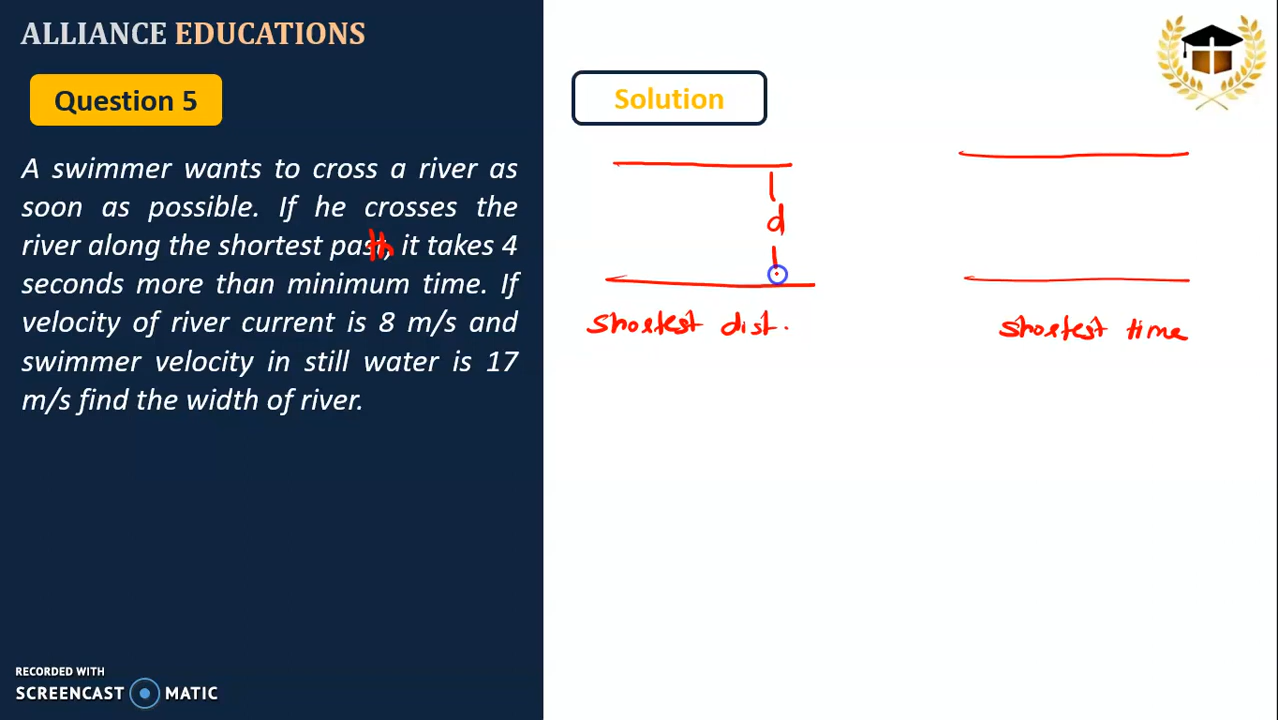 ALLIANCE EDUCATIONS
Question 5
A swimmer wants to cross a river as
soon as possible. If he crosses the
river along the shortest path, it takes 4
seconds more than minimum time. If
velocity of river current is 8 m/s and
swimmer velocity in still water is 17
m/s find the width of river.
RECORDED WITH
SCREENCAST MATIC
Solution
d
Shortest dist.
Shortest time